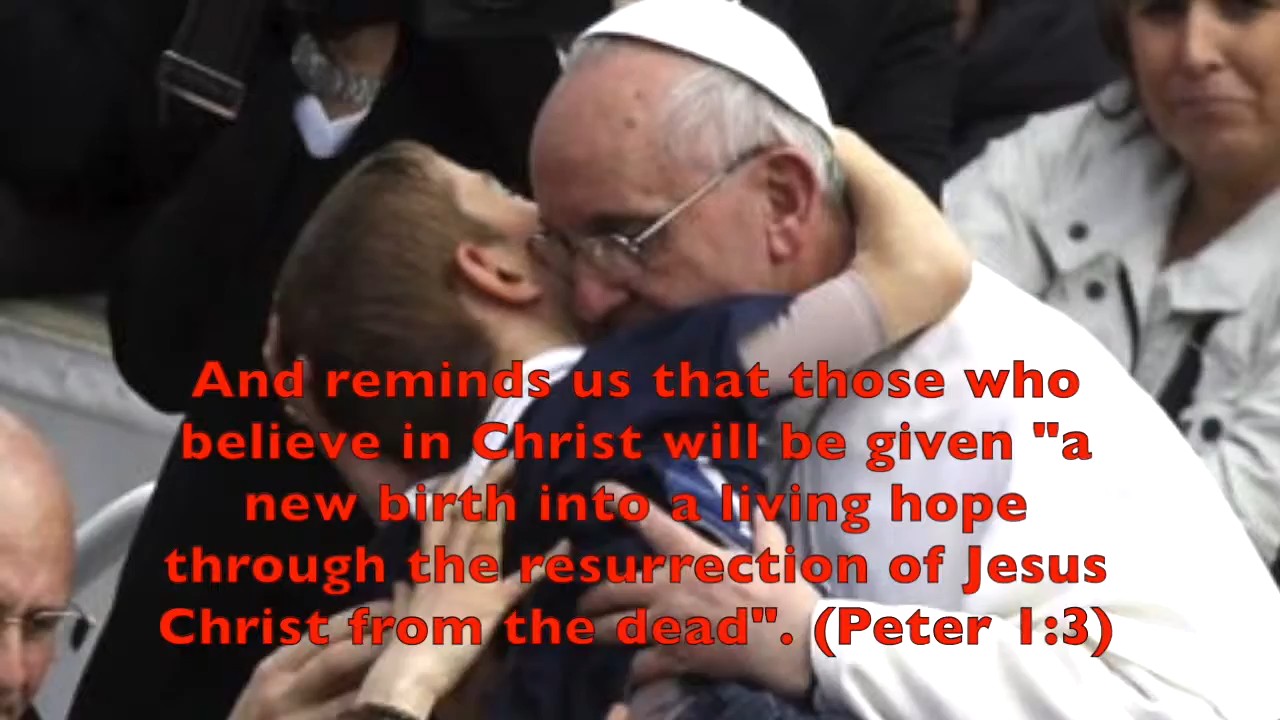 And reminds us that those who
believe in Christ will be given "a
new birth into a living hope
through the resurrection of Jesus
Christ from the dead". (Peter 1:3)